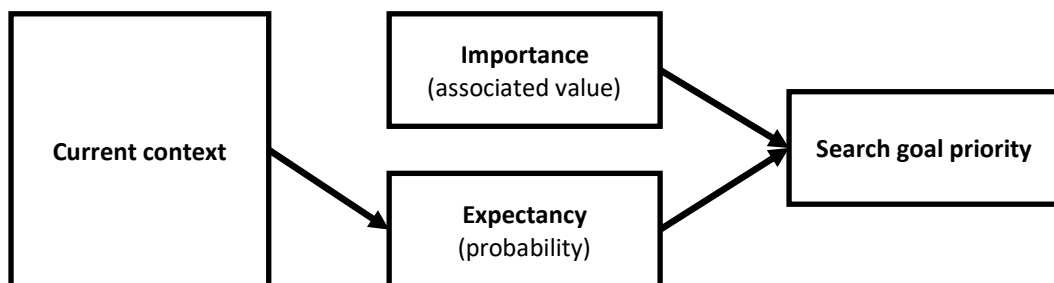 Current context
Importance
(associated value)
Expectancy
(probability)
Search goal priority